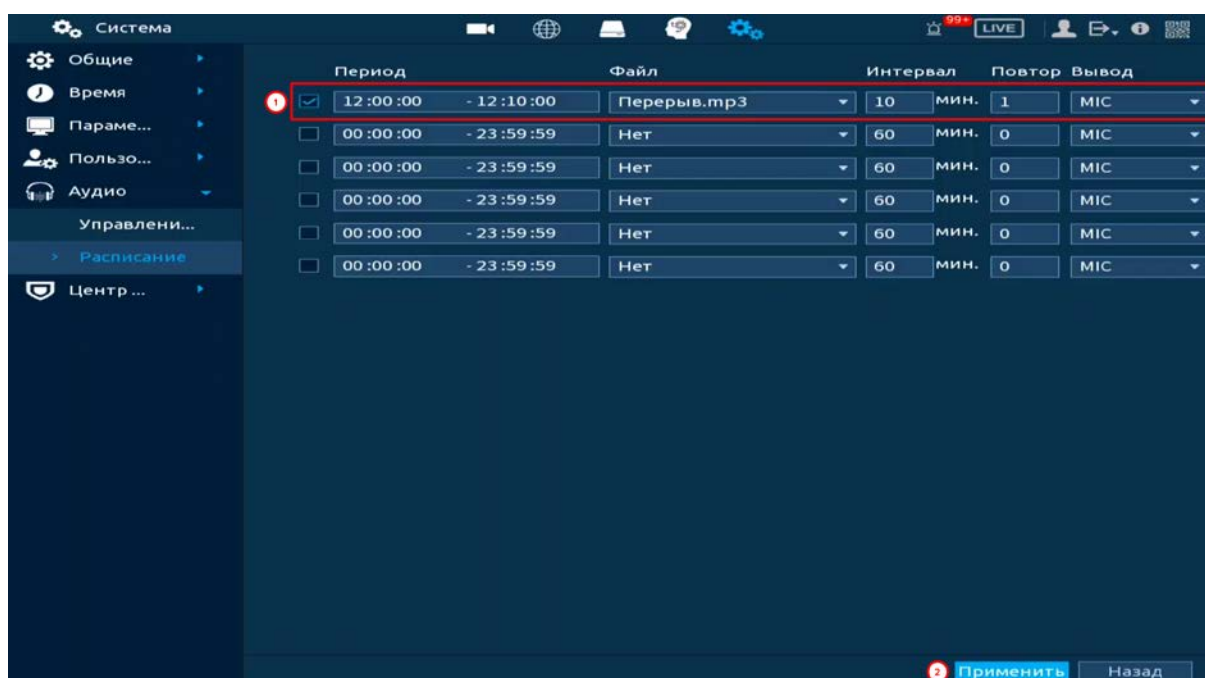 Система 99+ LIVE
Общие
Время
Параме...
Пользо...
Аудио
Управлени...
> Расписание
Центр ...
Период Файл Интервал Повтор Вывод
1 12:00:00 - 12:10:00 Перерыв.mp3 10 мин. 1 MIC
00:00:00 - 23:59:59 Нет 60 мин. 0 MIC
00:00:00 - 23:59:59 Нет 60 мин. 0 MIC
00:00:00 - 23:59:59 Нет 60 мин. 0 MIC
00:00:00 - 23:59:59 Нет 60 мин. 0 MIC
00:00:00 - 23:59:59 Нет 60 мин. 0 MIC
2 Применить Назад